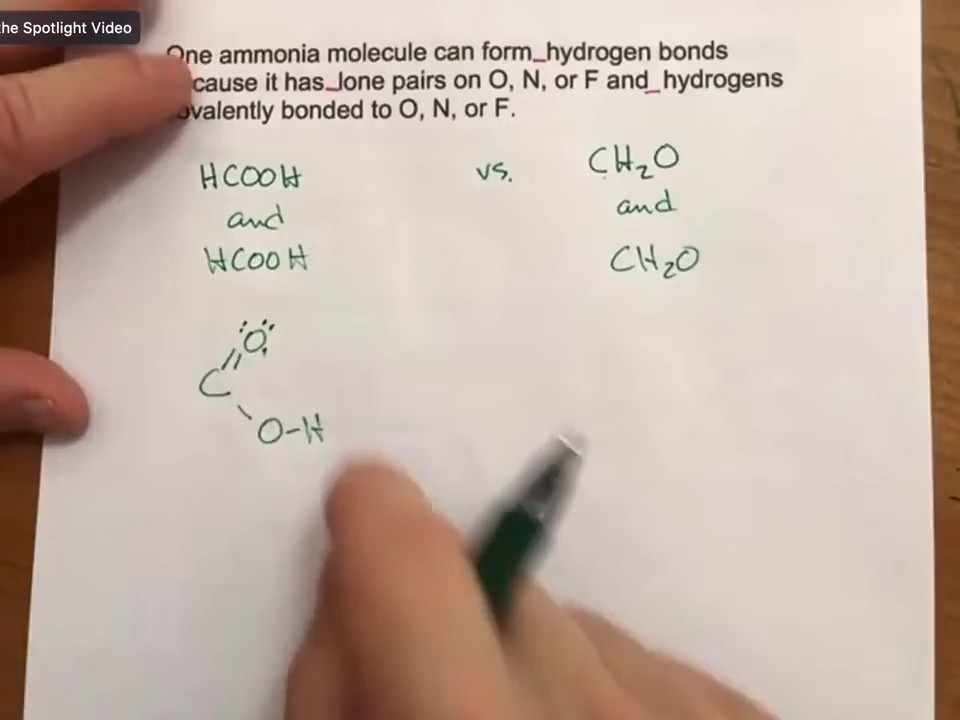 the Spotlight Video
One ammonia molecule can form_hydrogen bonds
cause it has_lone pairs on O, N, or F and_hydrogens
ovalently bonded to O, N, or F.
HCOOH vs. CH₂O
and and
HCOOH CH₂O
O
C
O-H